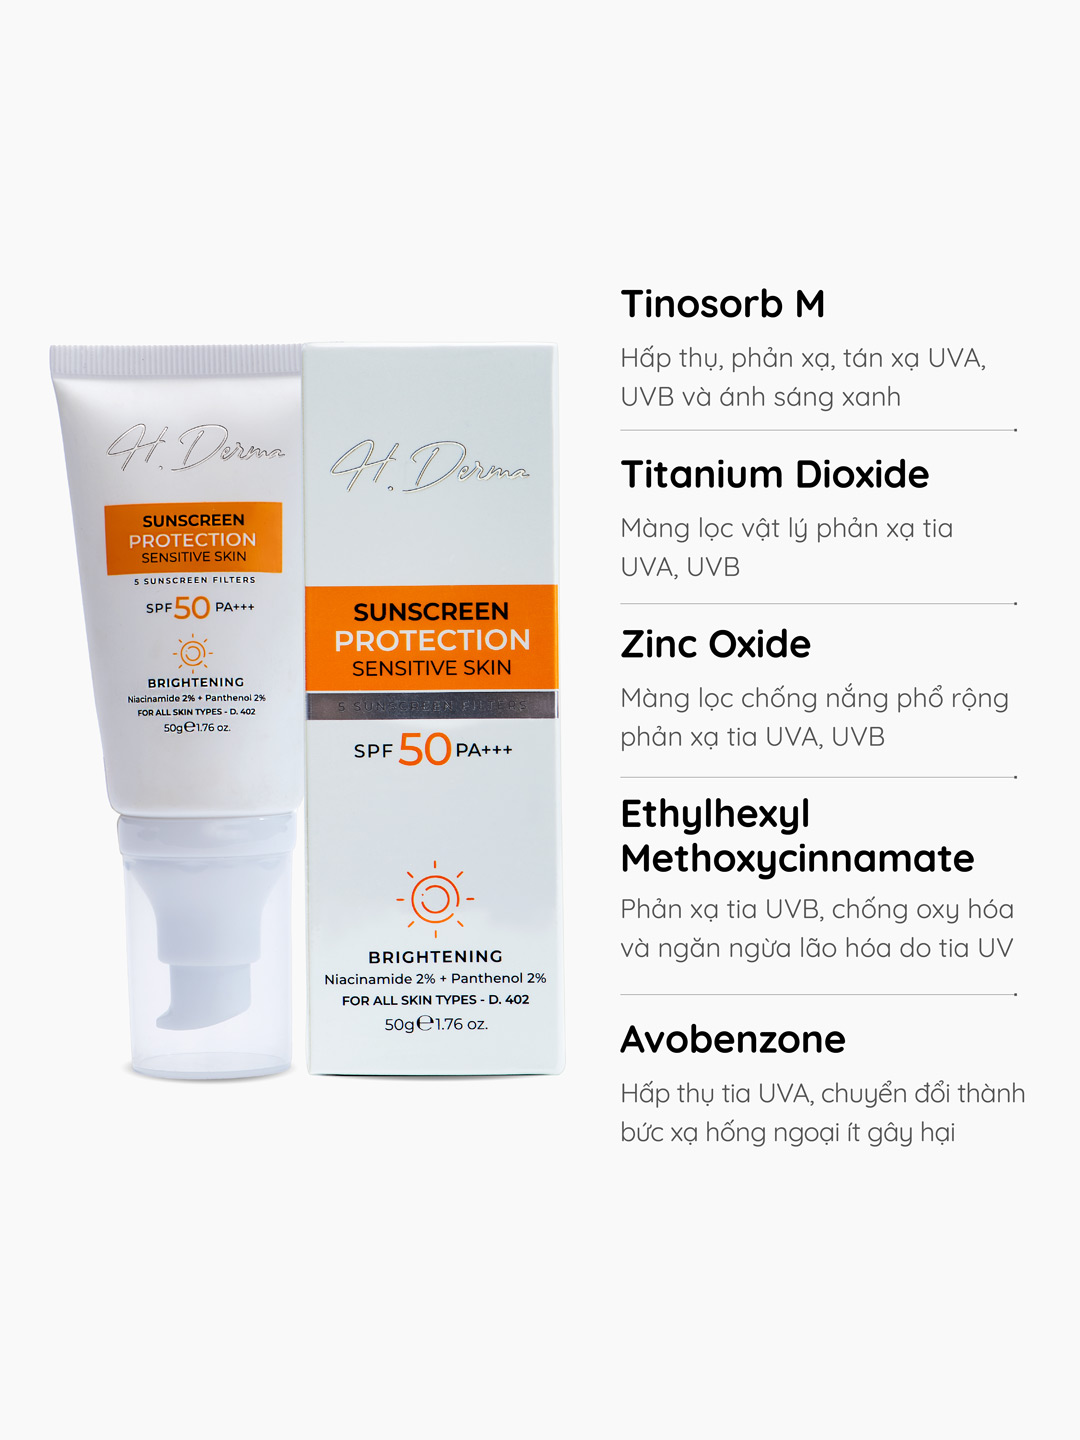 H. Derma
SUNSCREEN
PROTECTION
SENSITIVE SKIN
5 SUNSCREEN FILTERS
SPF 50 PA+++
BRIGHTENING
Niacinamide 2% + Panthenol 2%
FOR ALL SKIN TYPES - D. 402
50g℮1.76 oz.
H. Derma
SUNSCREEN
PROTECTION
SENSITIVE SKIN
5 SUNSCREEN FILTERS
SPF 50 PA+++
BRIGHTENING
Niacinamide 2% + Panthenol 2%
FOR ALL SKIN TYPES - D. 402
50g℮1.76 oz.
Tinosorb M
Hấp thụ, phản xạ, tán xạ UVA,
UVB và ánh sáng xanh
Titanium Dioxide
Màng lọc vật lý phản xạ tia
UVA, UVB
Zinc Oxide
Màng lọc chống nắng phổ rộng
phản xạ tia UVA, UVB
Ethylhexyl
Methoxycinnamate
Phản xạ tia UVB, chống oxy hóa
và ngăn ngừa lão hóa do tia UV
Avobenzone
Hấp thụ tia UVA, chuyển đổi thành
bức xạ hồng ngoại ít gây hại